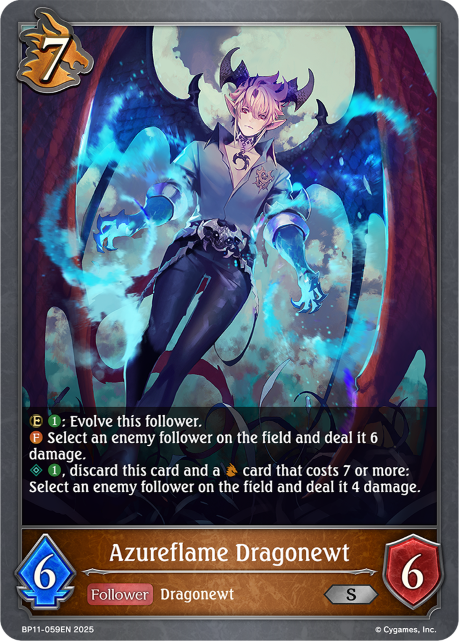 7
E 1: Evolve this follower.
F Select an enemy follower on the field and deal it 6
damage.
1, discard this card and a card that costs 7 or more:
Select an enemy follower on the field and deal it 4 damage.
Azureflame Dragonewt
6
Follower Dragonewt
S
6
BP11-059EN 2025
© Cygames, Inc.